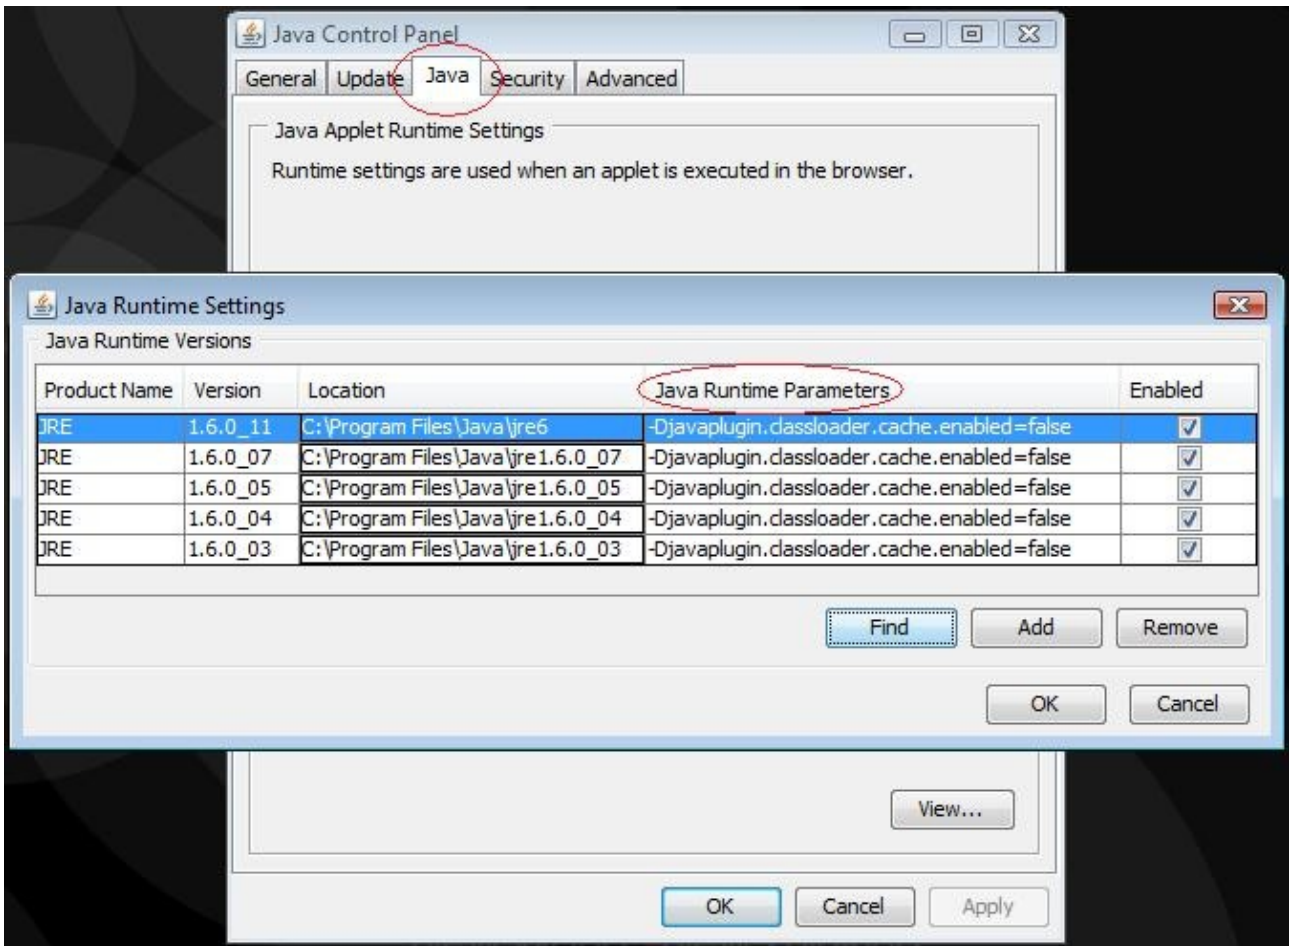 Java Control Panel
General Update Java Security Advanced
Java Applet Runtime Settings
Runtime settings are used when an applet is executed in the browser.
Java Runtime Settings
Java Runtime Versions
Product Name Version Location Java Runtime Parameters Enabled
JRE 1.6.0_11 C:\Program Files\Java\jre6 -Djavaplugin.classloader.cache.enabled=false
JRE 1.6.0_07 C:\Program Files\Java\jre1.6.0_07 -Djavaplugin.classloader.cache.enabled=false
JRE 1.6.0_05 C:\Program Files\Java\jre1.6.0_05 -Djavaplugin.classloader.cache.enabled=false
JRE 1.6.0_04 C:\Program Files\Java\jre1.6.0_04 -Djavaplugin.classloader.cache.enabled=false
JRE 1.6.0_03 C:\Program Files\Java\jre1.6.0_03 -Djavaplugin.classloader.cache.enabled=false
Find Add Remove
OK Cancel
View...
OK Cancel Apply